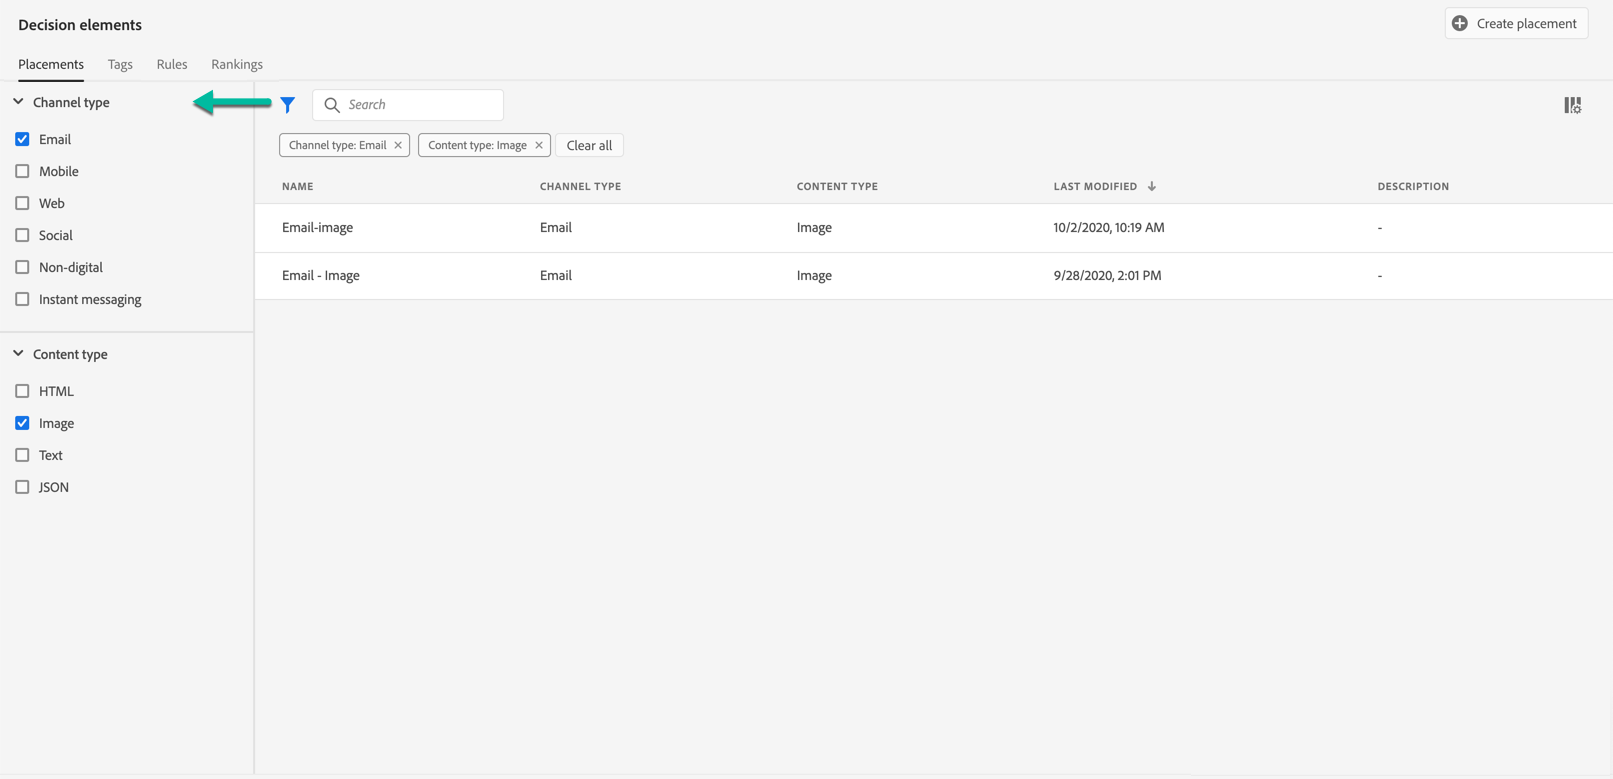 Decision elements
Create placement
Placements Tags Rules Rankings
Channel type
Email
Mobile
Web
Social
Non-digital
Instant messaging
Content type
HTML
Image
Text
JSON
Search
Channel type: Email Content type: Image Clear all
NAME CHANNEL TYPE CONTENT TYPE LAST MODIFIED DESCRIPTION
Email-image Email Image 10/2/2020, 10:19 AM -
Email - Image Email Image 9/28/2020, 2:01 PM -